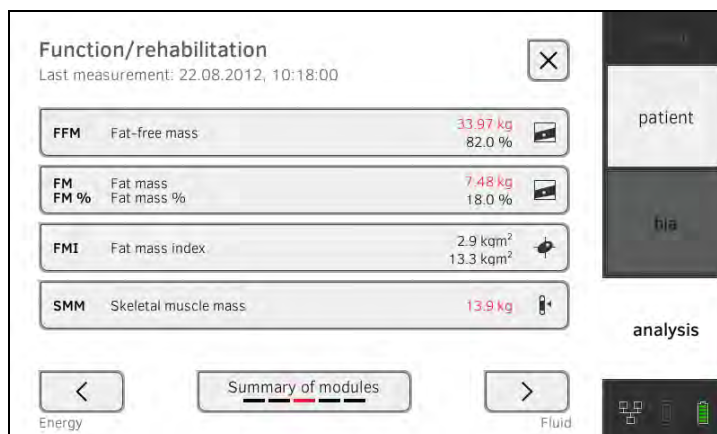 Function/rehabilitation
Last measurement: 22.08.2012, 10:18:00
FFM Fat-free mass 33.97 kg
82.0 %
FM Fat mass 7.48 kg
FM % Fat mass % 18.0 %
FMI Fat mass index 2.9 kqm²
13.3 kqm²
SMM Skeletal muscle mass 13.9 kg
Summary of modules
Energy
Fluid
patient
bia
analysis